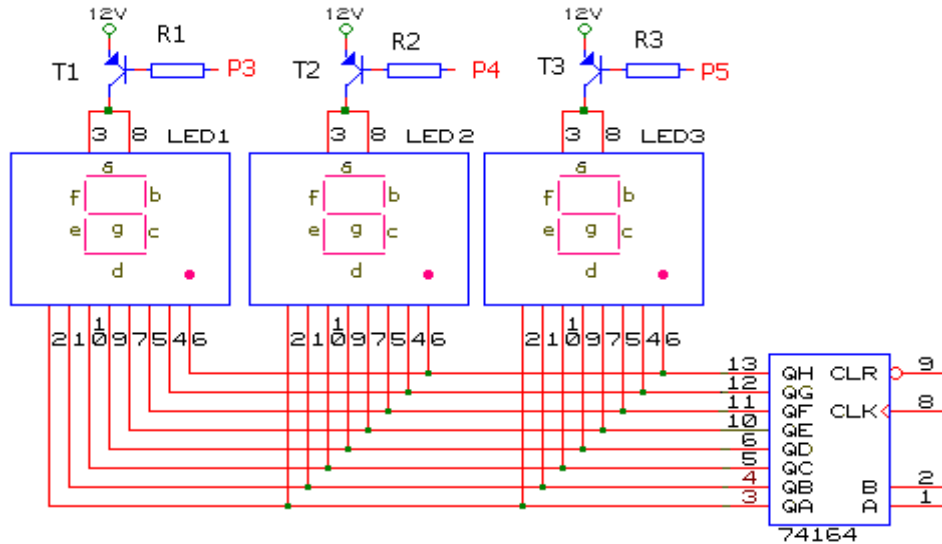 12V 12V 12V
R1 R2 R3
T1 P3 T2 P4 T3 P5
3 8 LED1 3 8 LED2 3 8 LED3
a a a
f b f b f b
e g c e g c e g c
d d d
2 1 10 9 7 5 4 6 2 1 10 9 7 5 4 6 2 1 10 9 7 5 4 6
13 QH CLR 9
12 QG
11 QF CLK 8
10 QE
6 QD
5 QC
4 QB B 2
3 QA A 1
74164